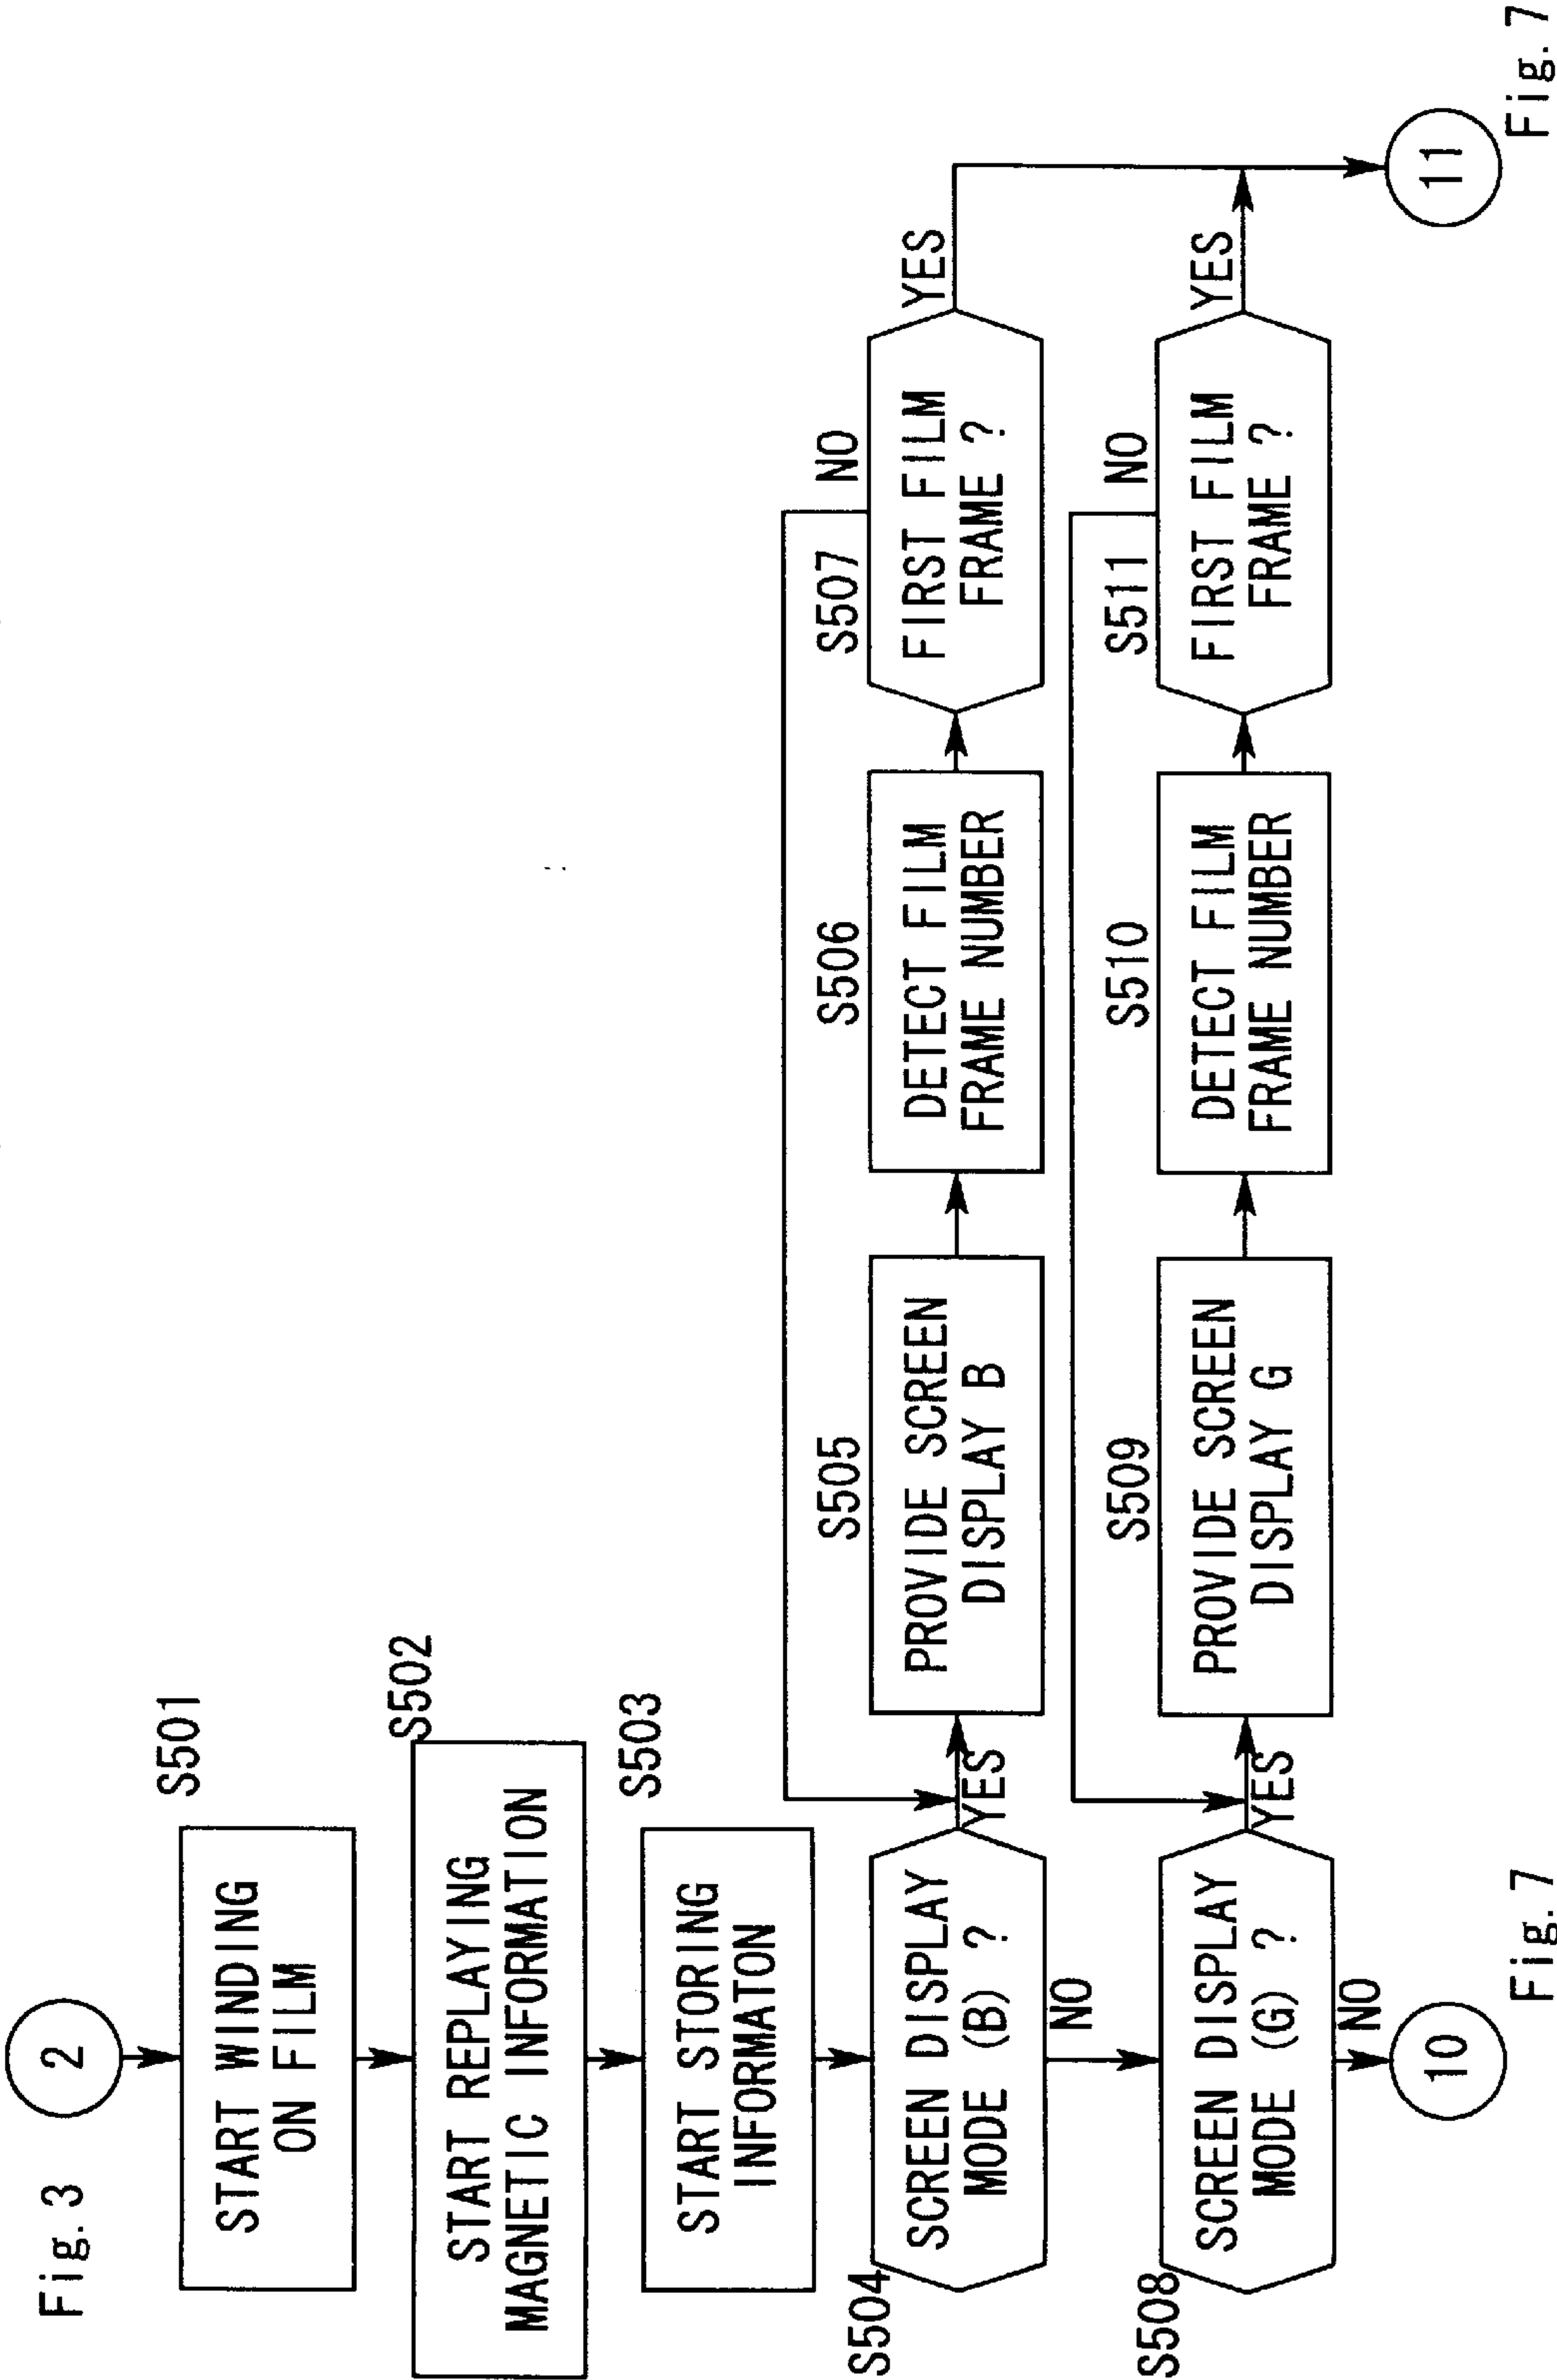 Fig. 3
2
S501
START WINDING
ON FILM
S502
START REPLAYING
MAGNETIC INFORMATION
S503
START STORING
INFORMATON
S504
SCREEN DISPLAY
MODE (B) ?
YES
NO
S505
PROVIDE SCREEN
DISPLAY B
S506
DETECT FILM
FRAME NUMBER
S507
NO
FIRST FILM
FRAME ?
YES
S508
SCREEN DISPLAY
MODE (G) ?
YES
NO
S509
PROVIDE SCREEN
DISPLAY G
S510
DETECT FILM
FRAME NUMBER
S511
NO
FIRST FILM
FRAME ?
YES
10
Fig. 7
11
Fig. 7